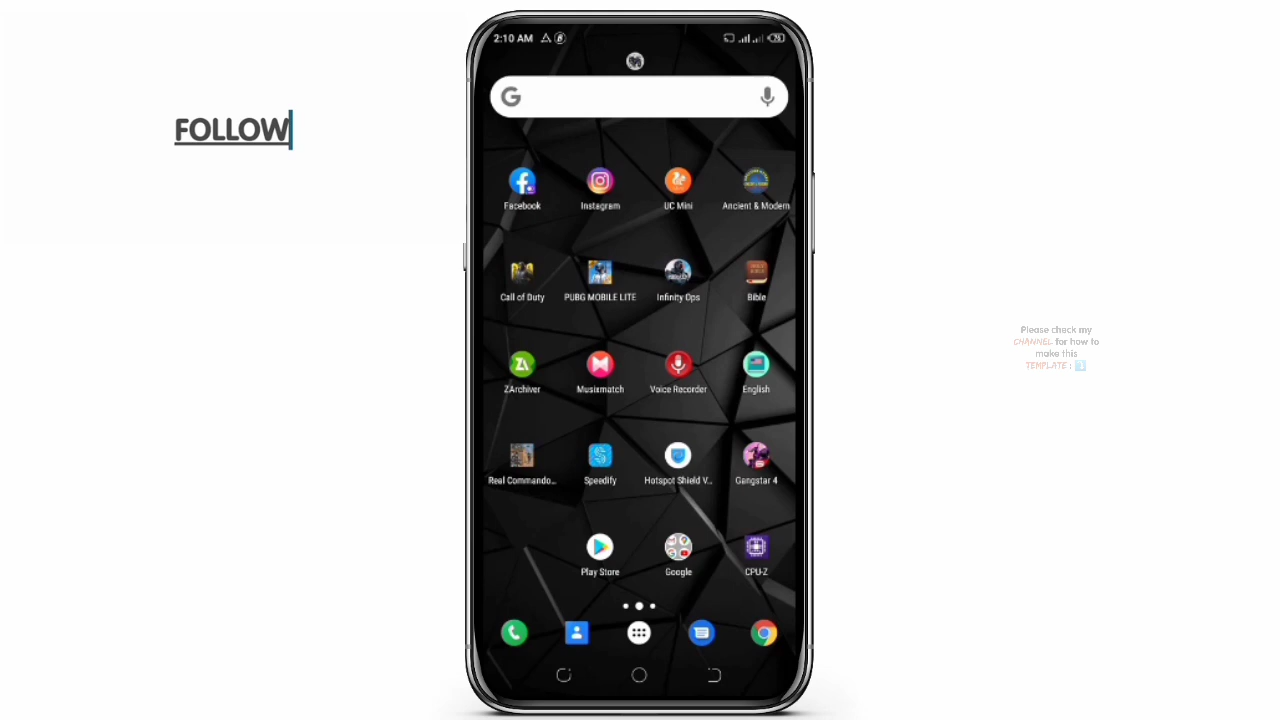 FOLLOW
2:10 AM
Facebook
Instagram
UC Mini
Ancient & Modern
Call of Duty
PUBG MOBILE LITE
Infinity Ops
Bible
ZArchiver
Musixmatch
Voice Recorder
English
Real Commando...
Speedify
Hotspot Shield V...
Gangstar 4
Play Store
Google
CPU-Z
Please check my
CHANNEL for how to
make this
TEMPLATE :